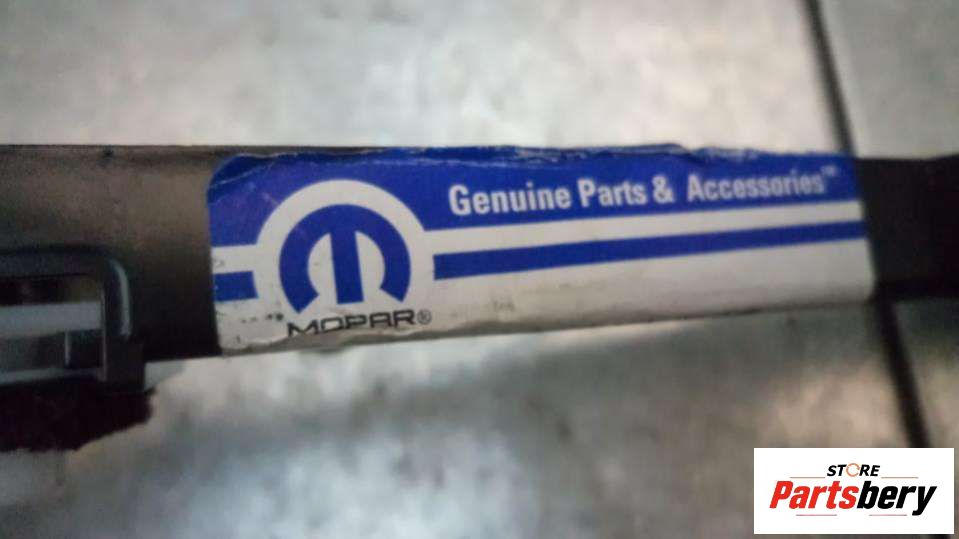 Genuine Parts & Accessories™
MOPAR®
STORE
Partsbery